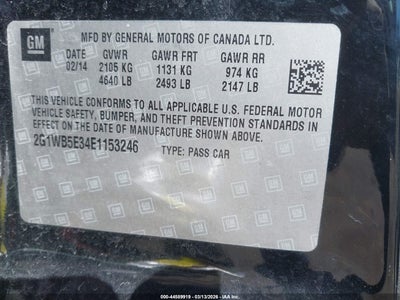 GM
MFD BY GENERAL MOTORS OF CANADA LTD.
DATE GVWR GAWR FRT GAWR RR
02/14 2105 KG 1131 KG 974 KG
4640 LB 2493 LB 2147 LB
THIS VEHICLE CONFORMS TO ALL APPLICABLE U.S. FEDERAL MOTOR
VEHICLE SAFETY, BUMPER, AND THEFT PREVENTION STANDARDS IN
EFFECT ON THE DATE OF MANUFACTURE SHOWN ABOVE.
2G1WB5E34E1153246 TYPE: PASS CAR
000-44589919 - 03/13/2026 - IAA Inc.